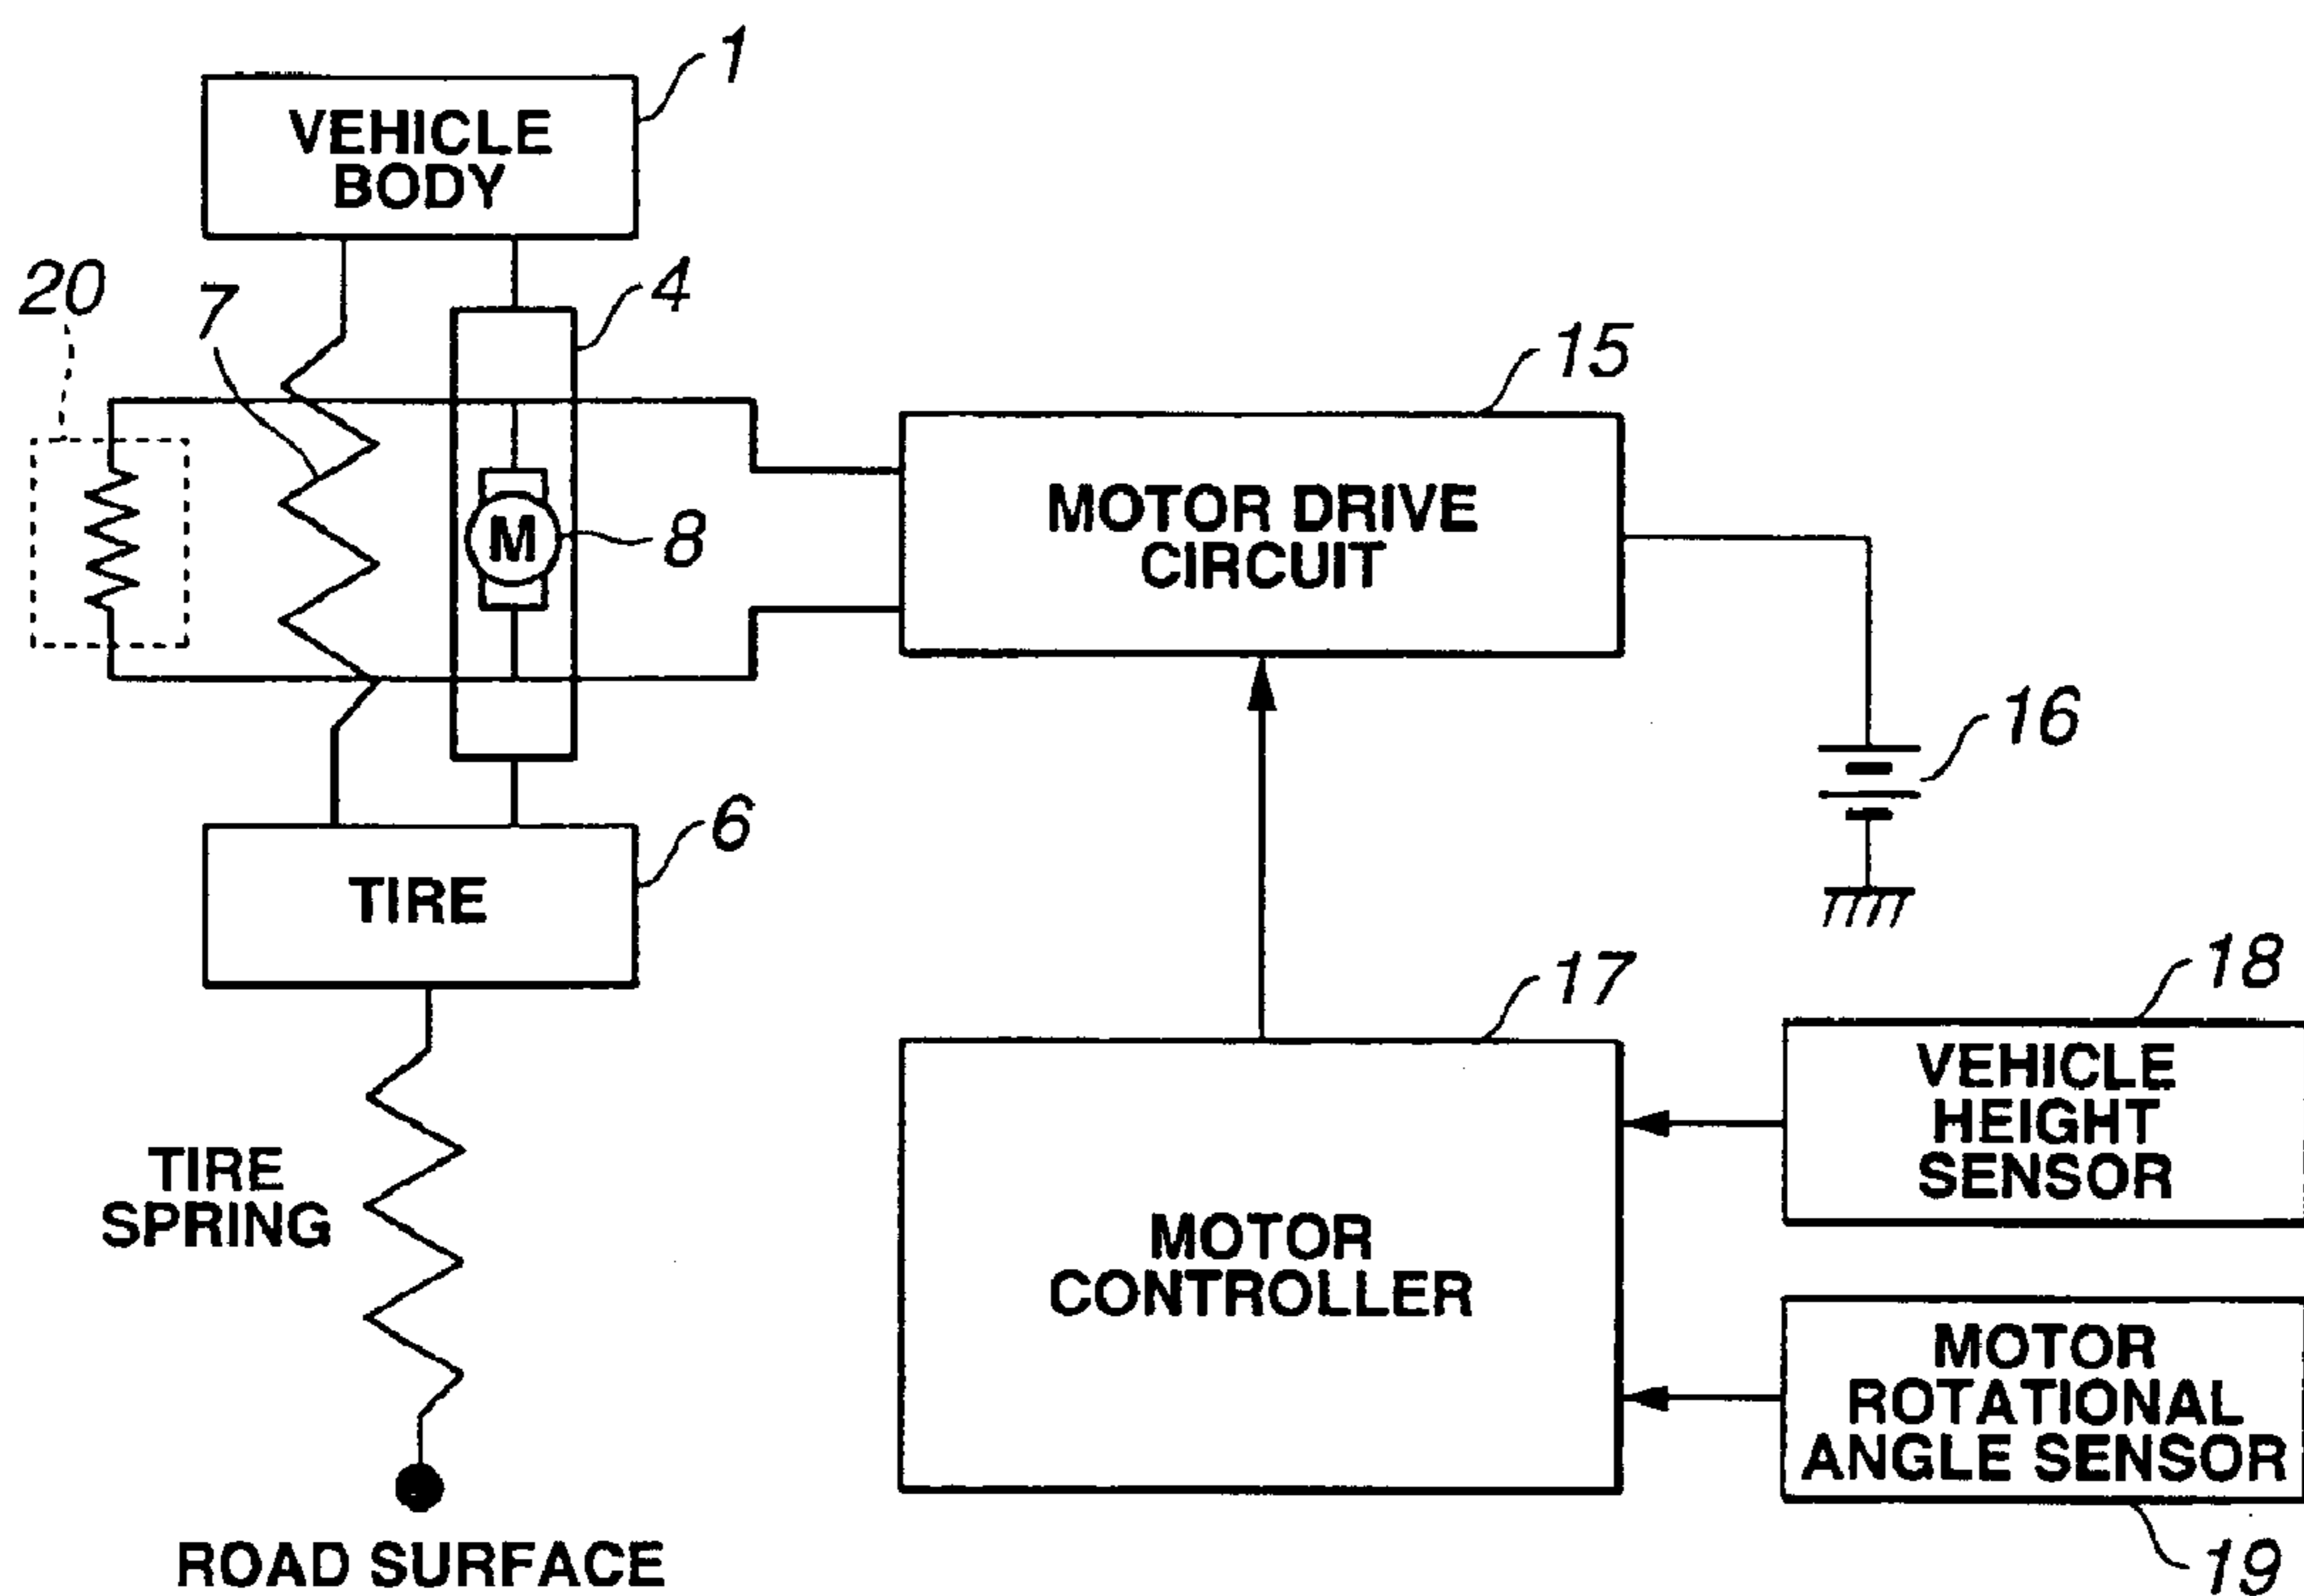 1
VEHICLE
BODY
20
7
4
15
8
M
MOTOR DRIVE
CIRCUIT
16
6
TIRE
17
18
VEHICLE
HEIGHT
SENSOR
TIRE
SPRING
MOTOR
CONTROLLER
MOTOR
ROTATIONAL
ANGLE SENSOR
19
ROAD SURFACE